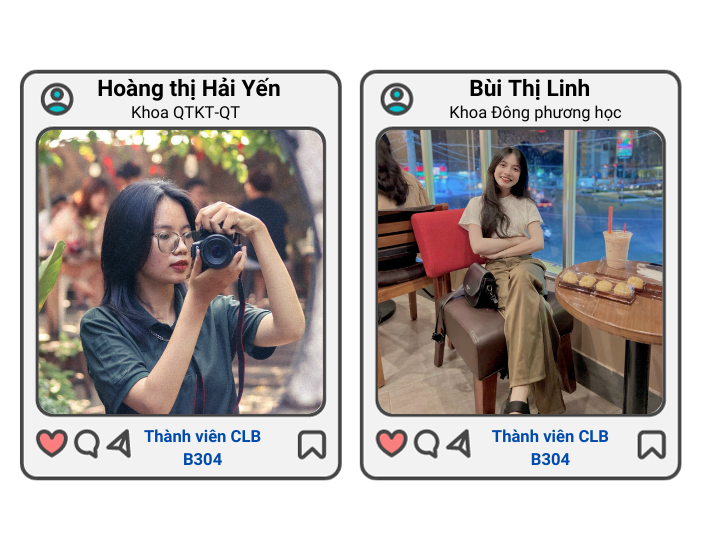 Hoàng thị Hải Yến
Khoa QTKT-QT
Thành viên CLB
B304
Bùi Thị Linh
Khoa Đông phương học
Thành viên CLB
B304